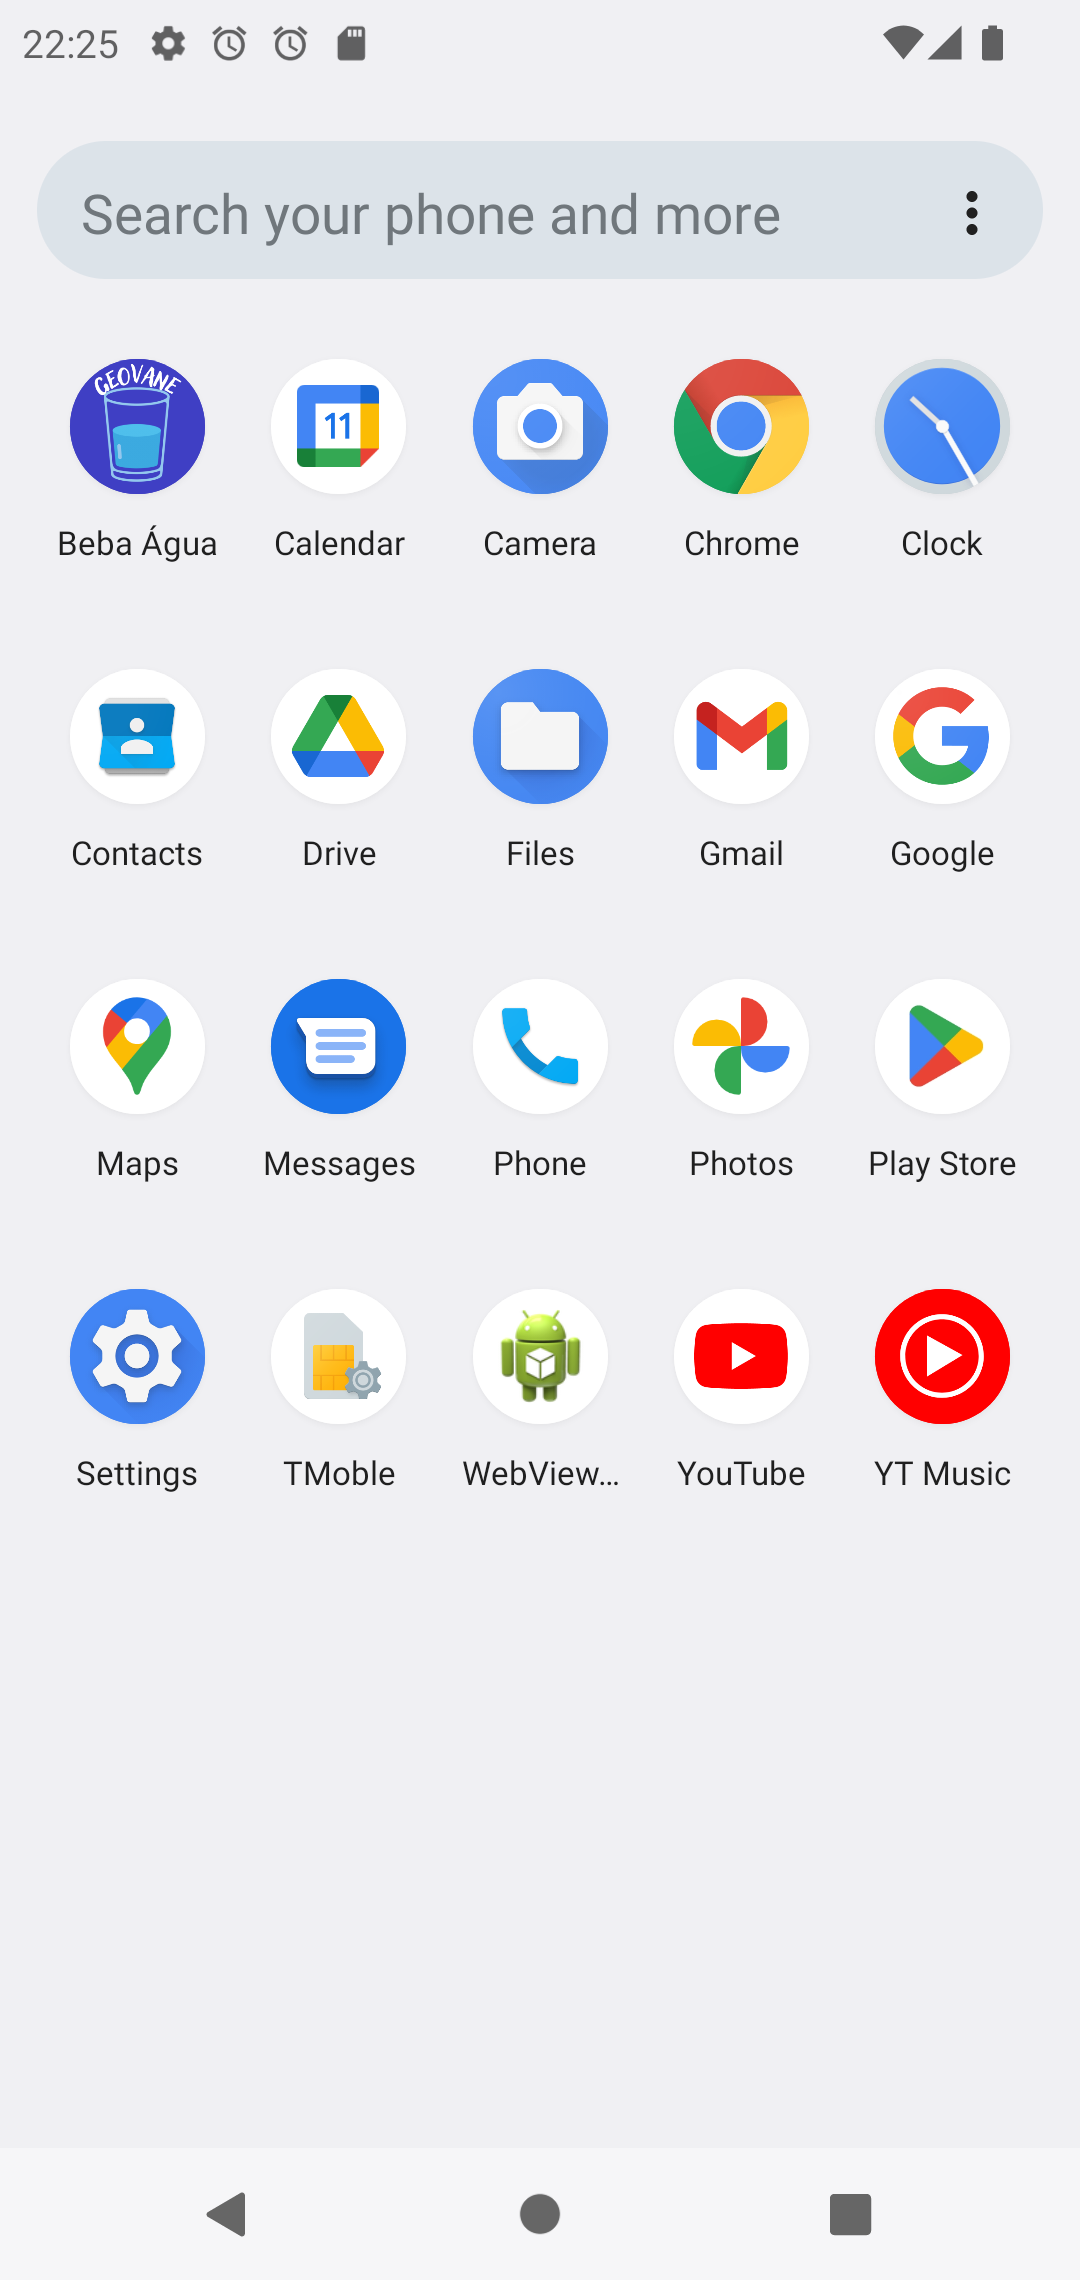 22:25
Search your phone and more
GEOVANE
11
Beba Água Calendar Camera Chrome Clock
Contacts Drive Files Gmail Google
Maps Messages Phone Photos Play Store
Settings TMoble WebView... YouTube YT Music